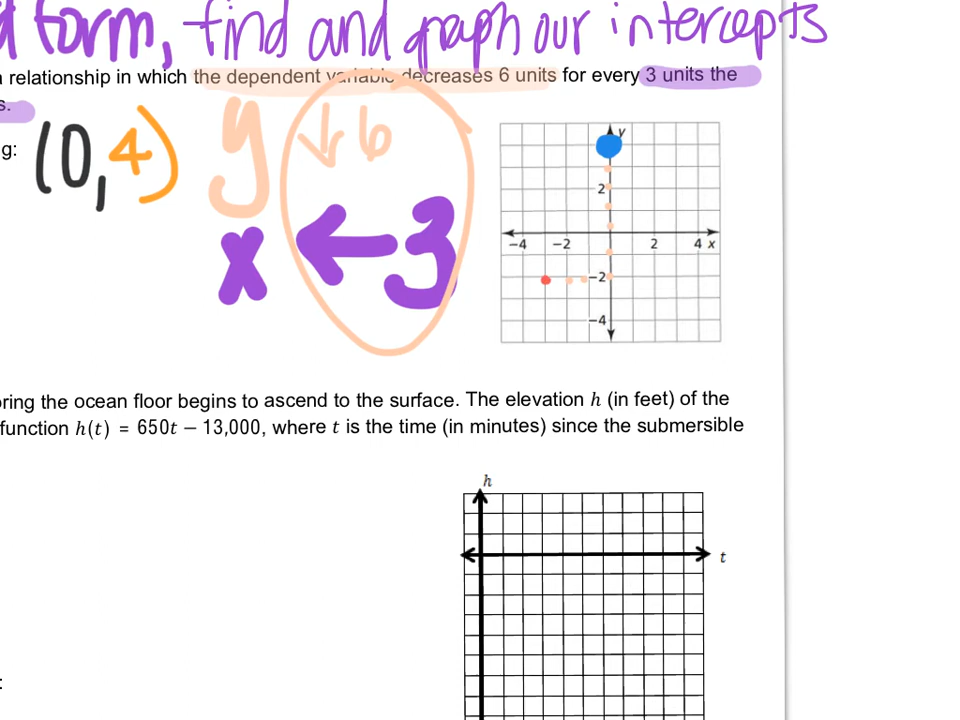 form, find and graph our intercepts
relationship in which the dependent variable decreases 6 units for every 3 units the
s.
g: (0,4) y ↓ 6
x ← 3
y
2
−4 −2 2 4 x
−2
−4
oring the ocean floor begins to ascend to the surface. The elevation h (in feet) of the
function h(t) = 650t − 13,000, where t is the time (in minutes) since the submersible
h
t
: